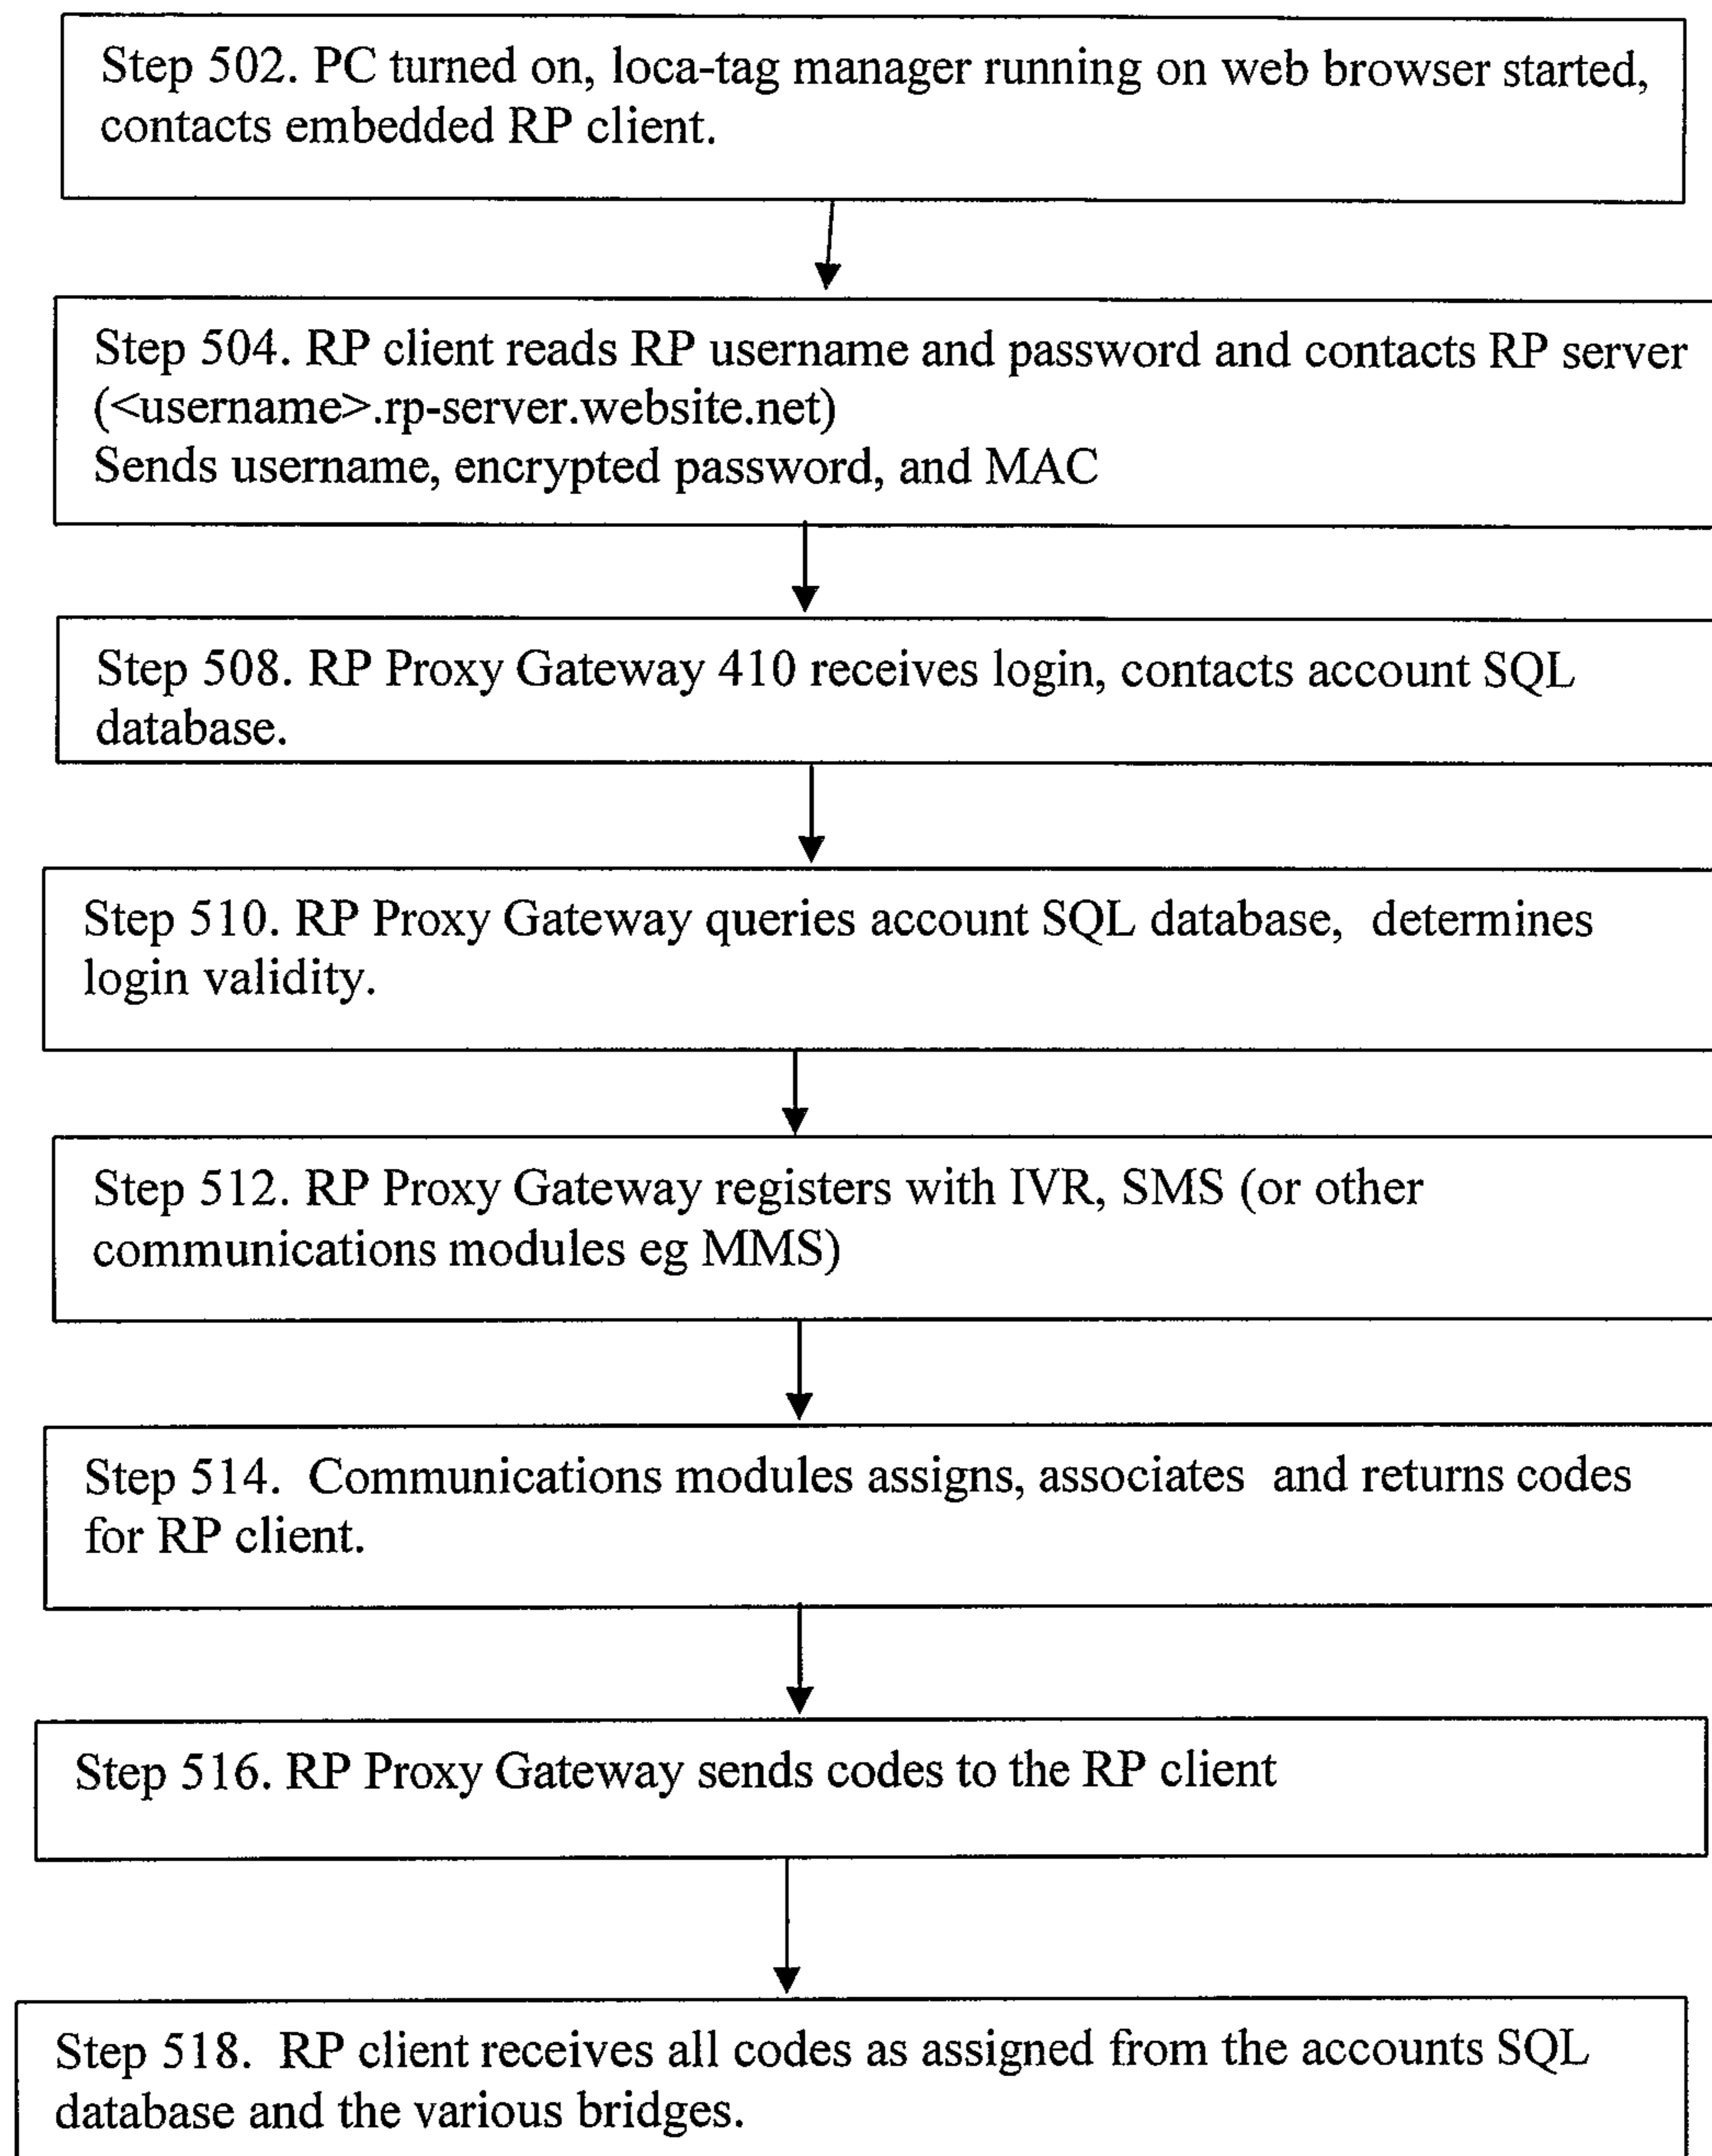 Step 502. PC turned on, loca-tag manager running on web browser started,
contacts embedded RP client.
Step 504. RP client reads RP username and password and contacts RP server
(<username>.rp-server.website.net)
Sends username, encrypted password, and MAC
Step 508. RP Proxy Gateway 410 receives login, contacts account SQL
database.
Step 510. RP Proxy Gateway queries account SQL database, determines
login validity.
Step 512. RP Proxy Gateway registers with IVR, SMS (or other
communications modules eg MMS)
Step 514. Communications modules assigns, associates and returns codes
for RP client.
Step 516. RP Proxy Gateway sends codes to the RP client
Step 518. RP client receives all codes as assigned from the accounts SQL
database and the various bridges.